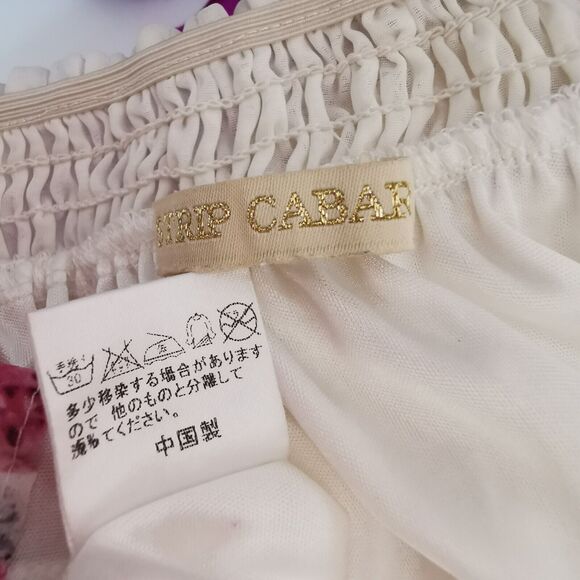 STRIP CABAR
手洗イ
30
多少移染する場合があります
ので 他のものと分離して
洗ってください。
中国製